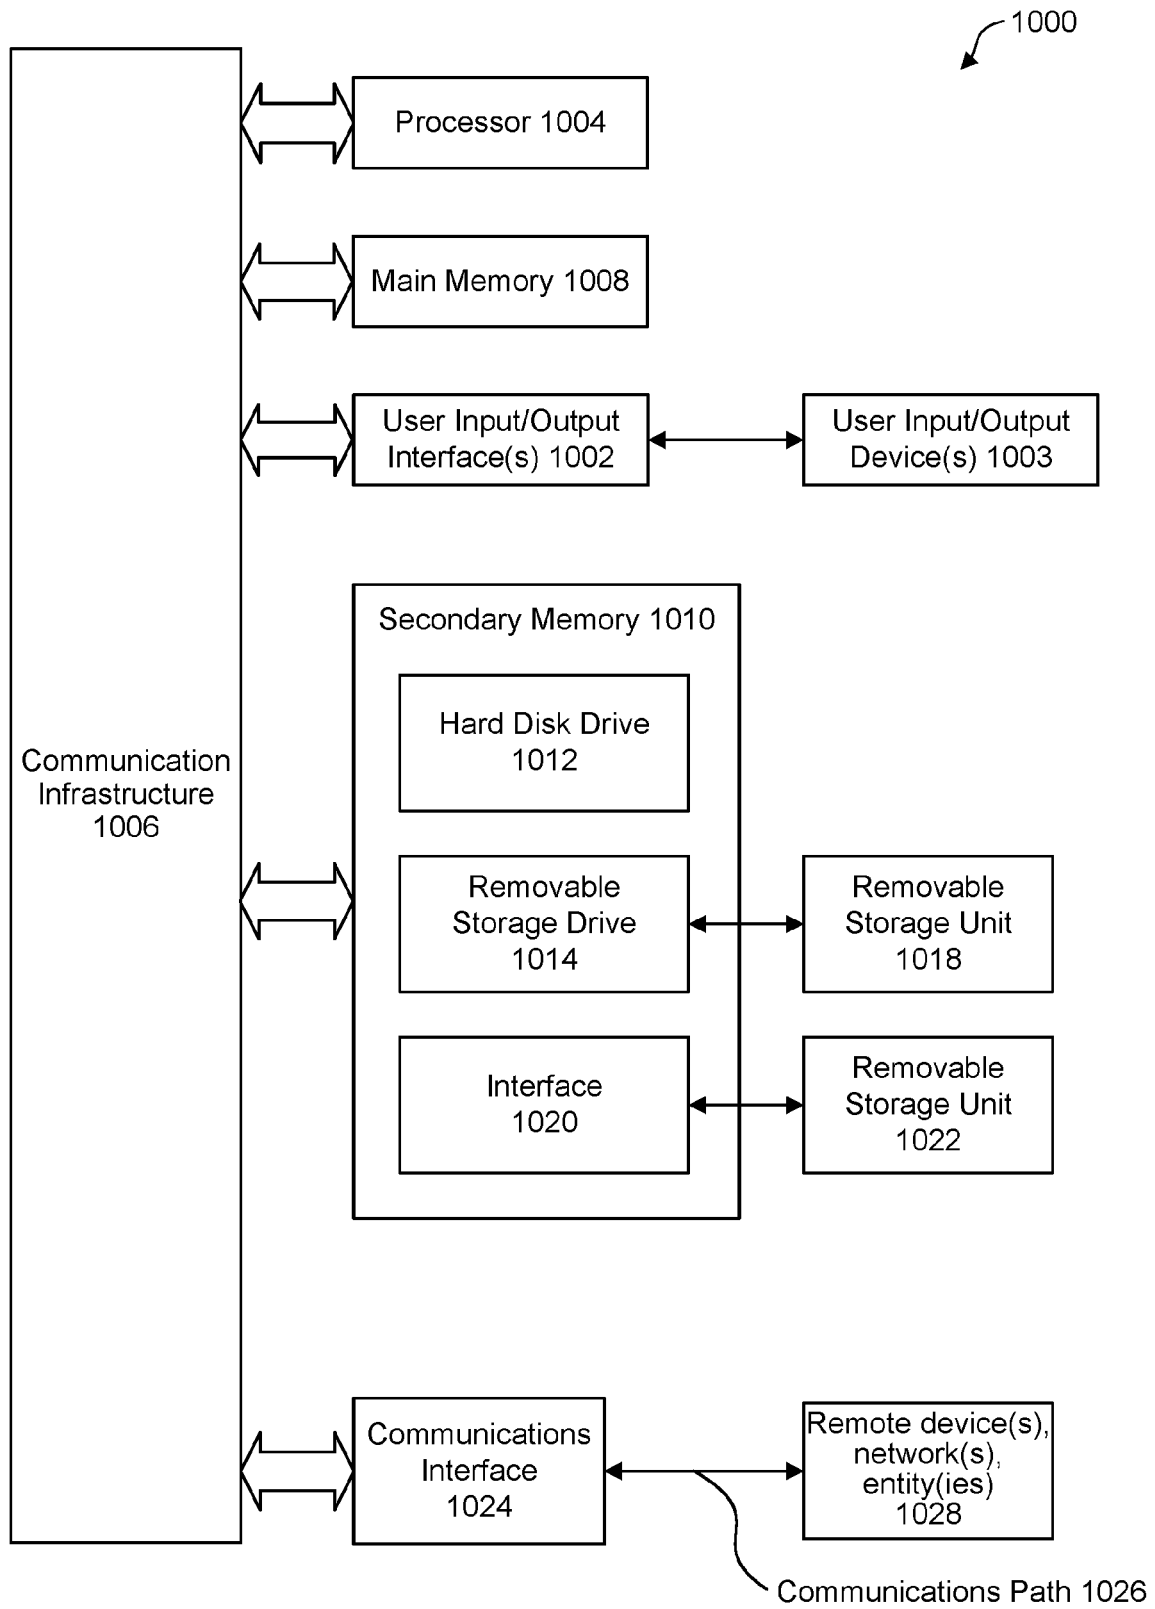 1000
Processor 1004
Main Memory 1008
User Input/Output
Interface(s) 1002
User Input/Output
Device(s) 1003
Secondary Memory 1010
Hard Disk Drive
1012
Communication
Infrastructure
1006
Removable
Storage Drive
1014
Removable
Storage Unit
1018
Interface
1020
Removable
Storage Unit
1022
Communications
Interface
1024
Remote device(s),
network(s),
entity(ies)
1028
Communications Path 1026